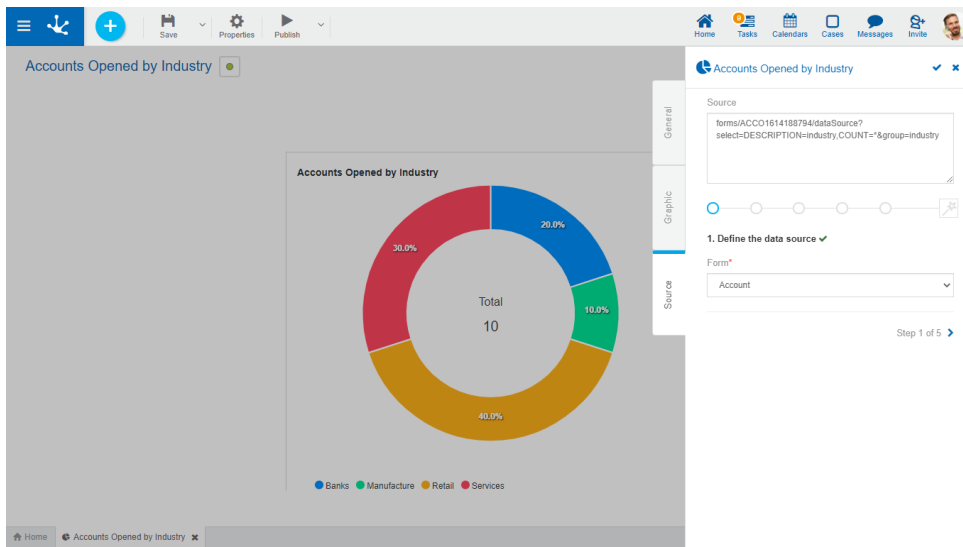 Save
Properties
Publish
Home
9
Tasks
Calendars
Cases
Messages
Invite
Accounts Opened by Industry
Accounts Opened by Industry
General
Graphic
Source
Source
forms/ACCO1614188794/dataSource?
select=DESCRIPTION=industry,COUNT=*&group=industry
1. Define the data source
Form*
Account
Step 1 of 5
Accounts Opened by Industry
20.0%
30.0%
10.0%
Total
10
40.0%
Banks Manufacture Retail Services
Home Accounts Opened by Industry